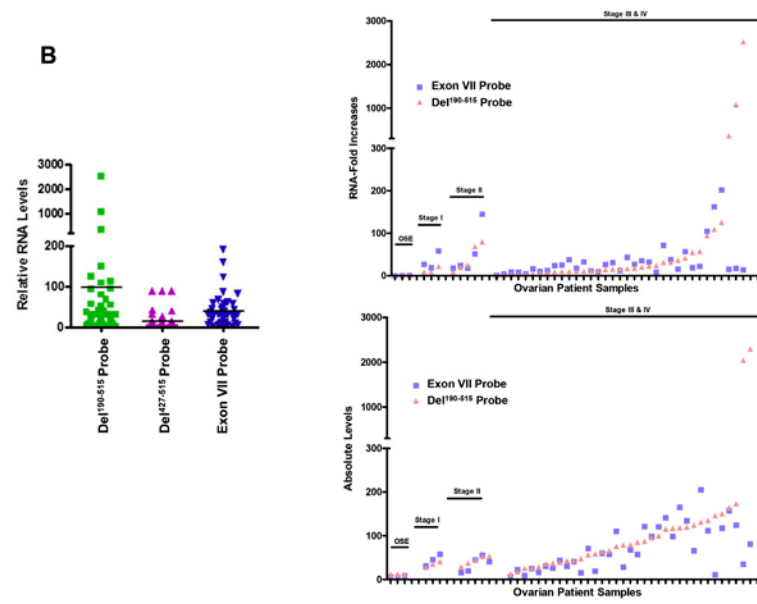 B
Relative RNA Levels
3000
2000
1000
200
100
0
Del190-515 Probe
Del427-515 Probe
Exon VII Probe
Stage III & IV
3000
2000
1000
200
100
0
RNA-Fold Increases
Exon VII Probe
Del190-515 Probe
OSE
Stage I
Stage II
Ovarian Patient Samples
Stage III & IV
3000
2000
1000
300
200
100
0
Absolute Levels
Exon VII Probe
Del190-515 Probe
OSE
Stage I
Stage II
Ovarian Patient Samples